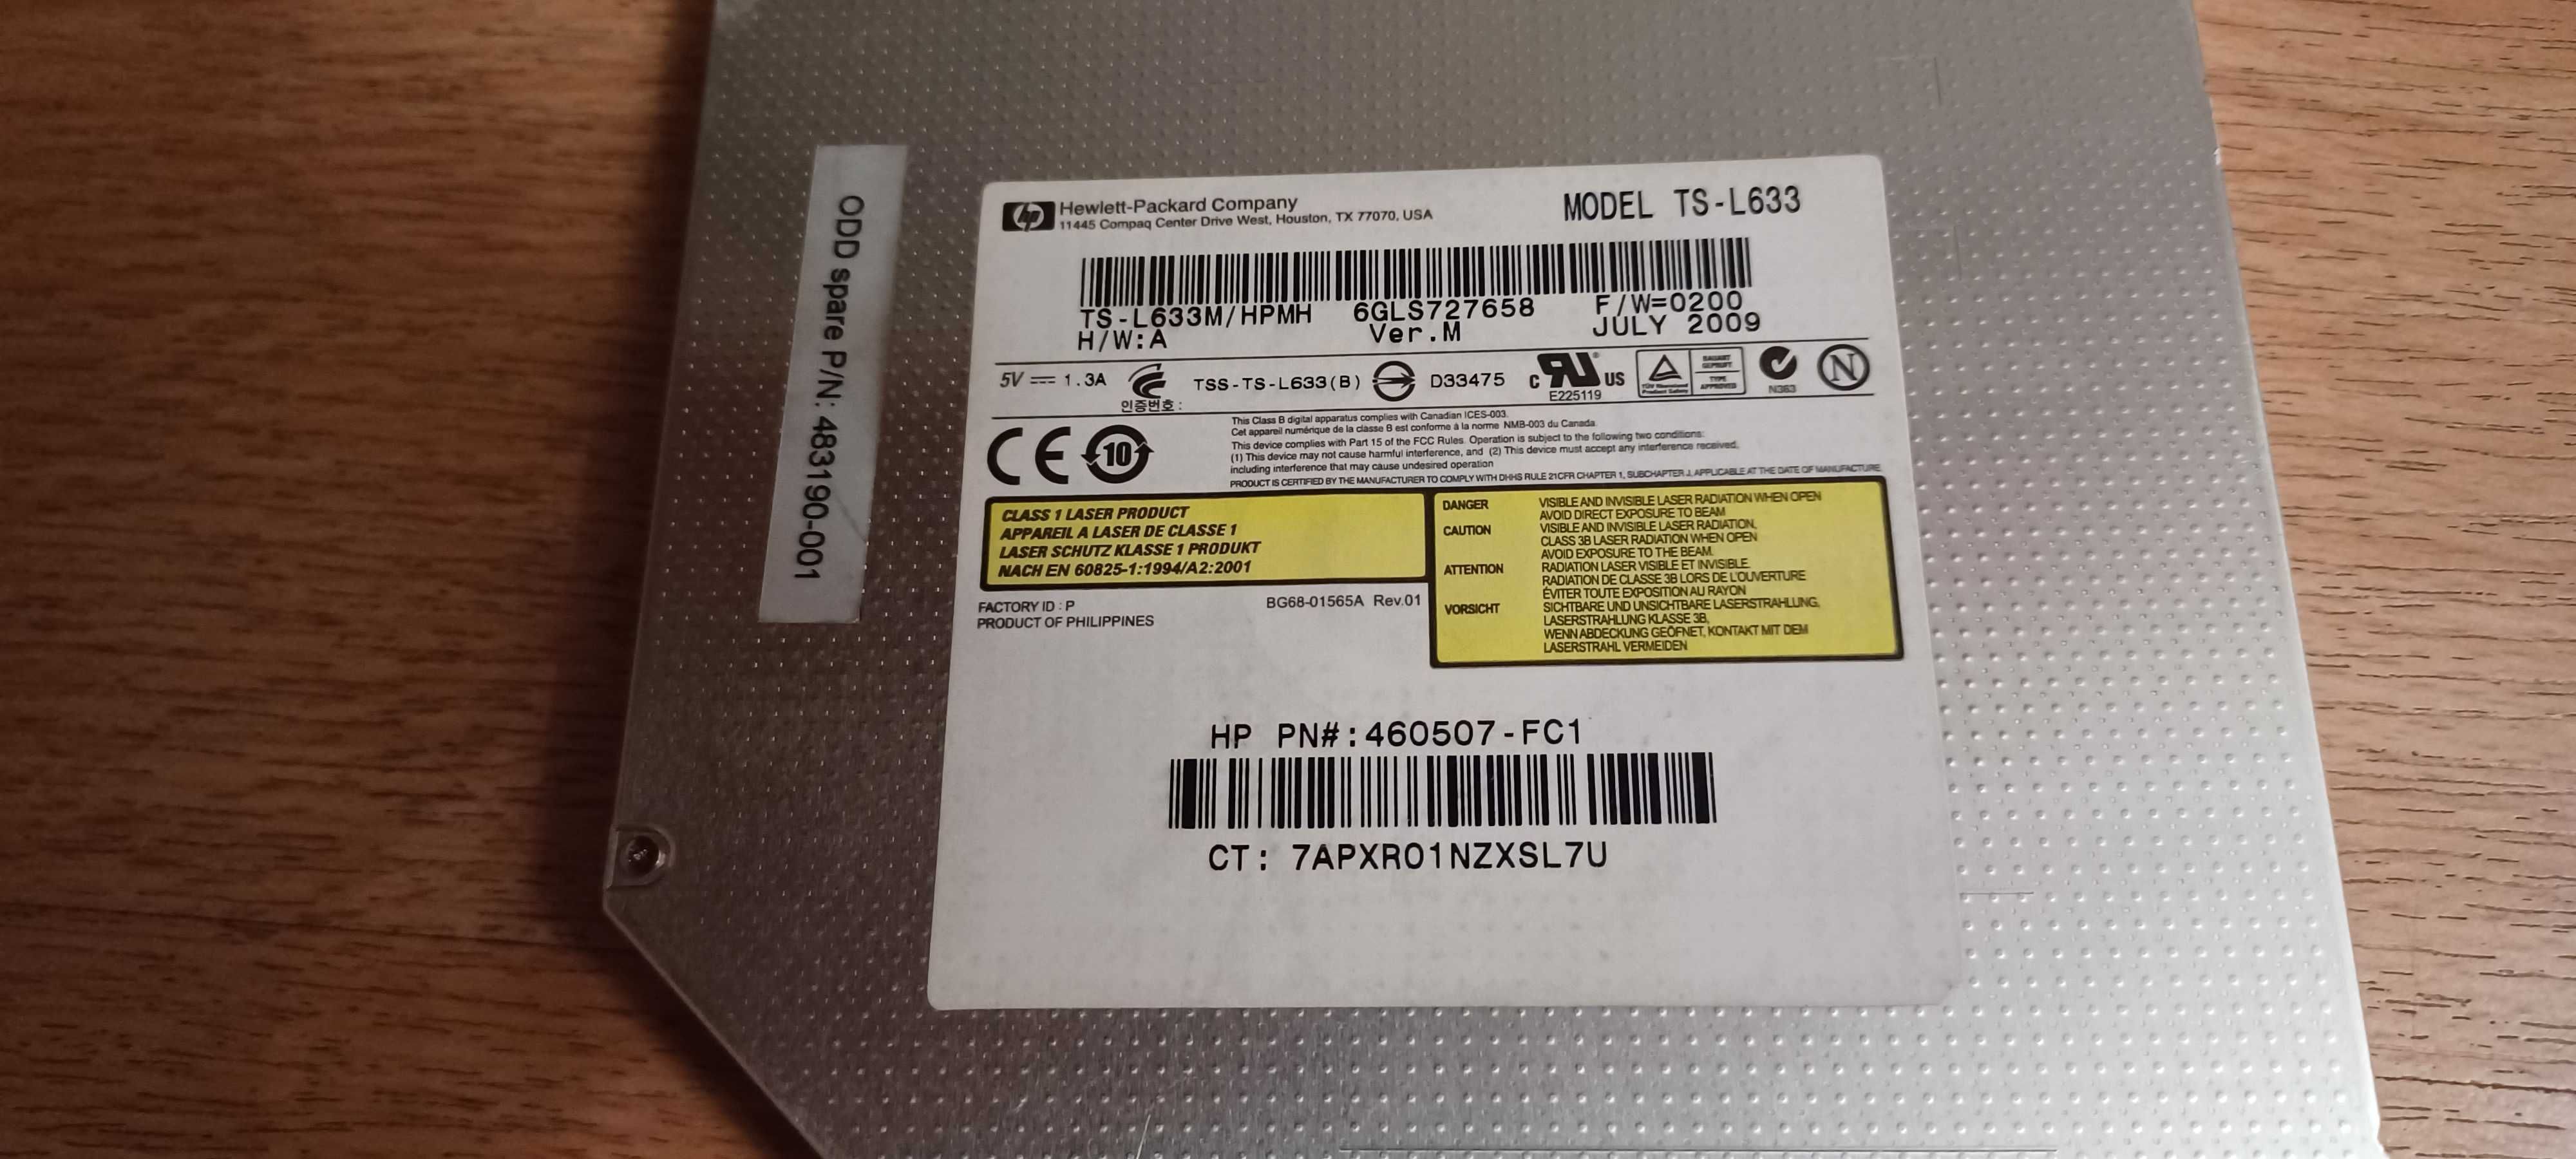 ODD spare P/N: 483190-001
hp
Hewlett-Packard Company
11445 Compaq Center Drive West, Houston, TX 77070, USA
MODEL TS-L633
TS-L633M/HPMH 6GLS727658 F/W=0200
H/W:A Ver.M JULY 2009
5V 1.3A TSS-TS-L633(B) D33475 C UR US
인증번호 : E225119 N363 N
CE 10
This Class B digital apparatus complies with Canadian ICES-003.
Cet appareil numérique de la classe B est conforme à la norme NMB-003 du Canada.
This device complies with Part 15 of the FCC Rules. Operation is subject to the following two conditions:
(1) This device may not cause harmful interference, and (2) This device must accept any interference received,
including interference that may cause undesired operation
PRODUCT IS CERTIFIED BY THE MANUFACTURER TO COMPLY WITH DHHS RULE 21CFR CHAPTER 1, SUBCHAPTER J, APPLICABLE AT THE DATE OF MANUFACTURE
CLASS 1 LASER PRODUCT
APPAREIL A LASER DE CLASSE 1
LASER SCHUTZ KLASSE 1 PRODUKT
NACH EN 60825-1:1994/A2:2001
DANGER VISIBLE AND INVISIBLE LASER RADIATION WHEN OPEN
AVOID DIRECT EXPOSURE TO BEAM
CAUTION VISIBLE AND INVISIBLE LASER RADIATION,
CLASS 3B LASER RADIATION WHEN OPEN
AVOID EXPOSURE TO THE BEAM.
ATTENTION RADIATION LASER VISIBLE ET INVISIBLE.
RADIATION DE CLASSE 3B LORS DE L'OUVERTURE
ÉVITER TOUTE EXPOSITION AU RAYON
VORSICHT SICHTBARE UND UNSICHTBARE LASERSTRAHLUNG,
LASERSTRAHLUNG KLASSE 3B,
WENN ABDECKUNG GEÖFNET, KONTAKT MIT DEM
LASERSTRAHL VERMEIDEN
FACTORY ID : P BG68-01565A Rev.01
PRODUCT OF PHILIPPINES
HP PN#:460507-FC1
CT: 7APXR01NZXSL7U